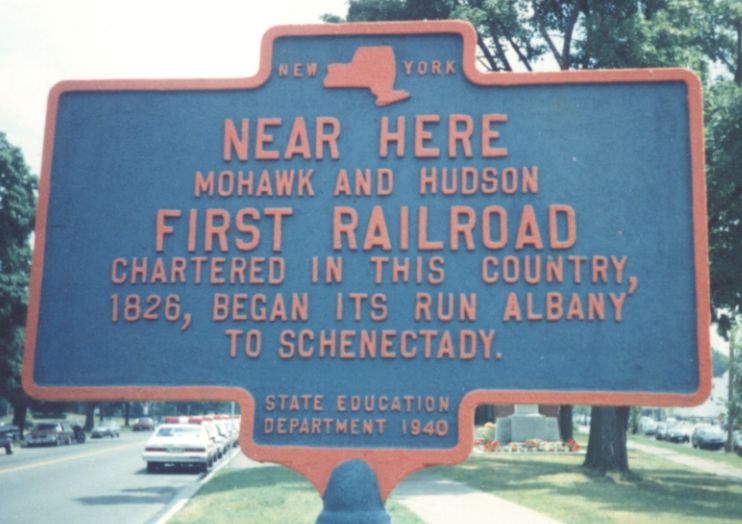 NEW YORK
NEAR HERE
MOHAWK AND HUDSON
FIRST RAILROAD
CHARTERED IN THIS COUNTRY,
1826, BEGAN ITS RUN ALBANY
TO SCHENECTADY.
STATE EDUCATION
DEPARTMENT 1940